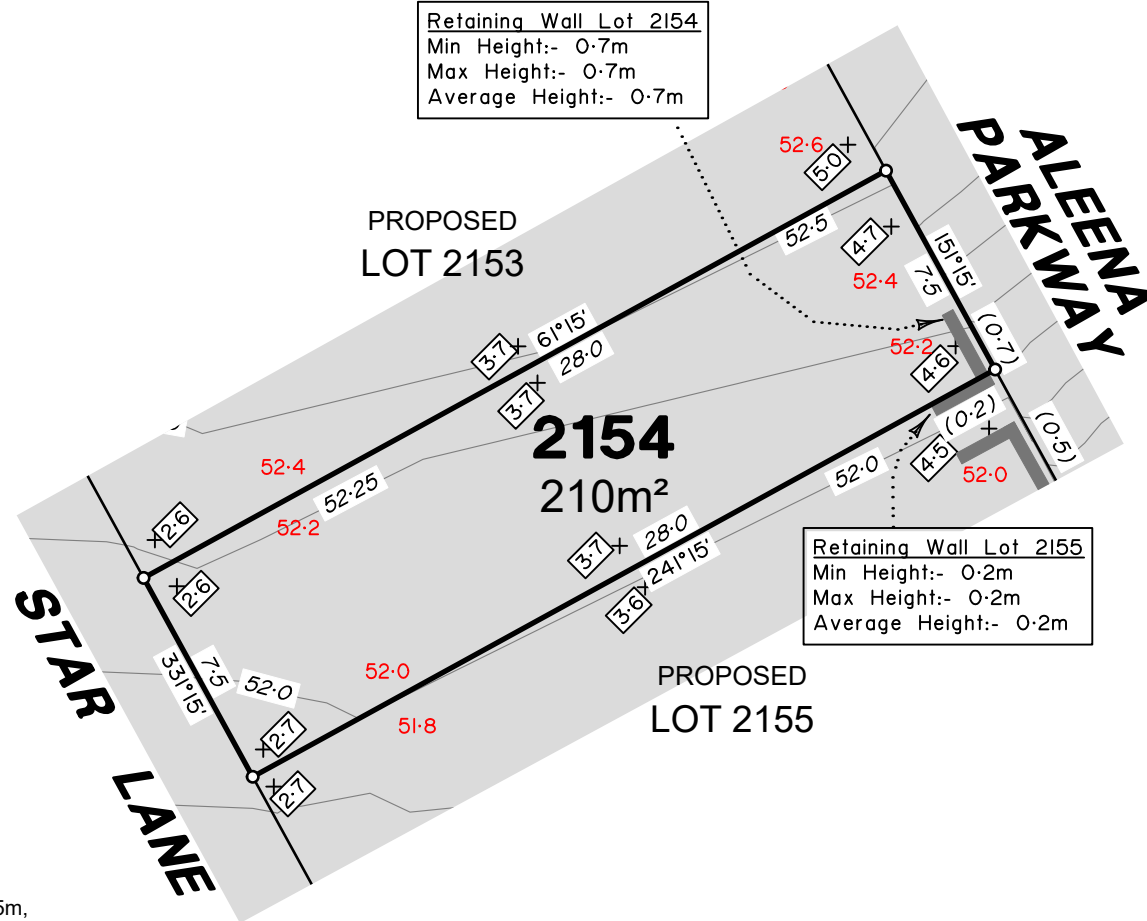 Retaining Wall Lot 2154
Min Height:- 0·7m
Max Height:- 0·7m
Average Height:- 0·7m
ALEENA
PARKWAY
52·6
5·0
PROPOSED
LOT 2153
52·5
4·7
151°15'
7·5
52·4
(0·7)
61°15'
28·0
3·7
3·7
52·2
4·6
2154
210m²
(0·2)
(0·5)
4·5
52·0
52·0
52·4
52·25
52·2
2·6
2·6
28·0
241°15'
3·7
3·6
Retaining Wall Lot 2155
Min Height:- 0·2m
Max Height:- 0·2m
Average Height:- 0·2m
STAR
LANE
331°15'
7·5
52·0
52·0
51·8
2·7
2·7
PROPOSED
LOT 2155
5m,